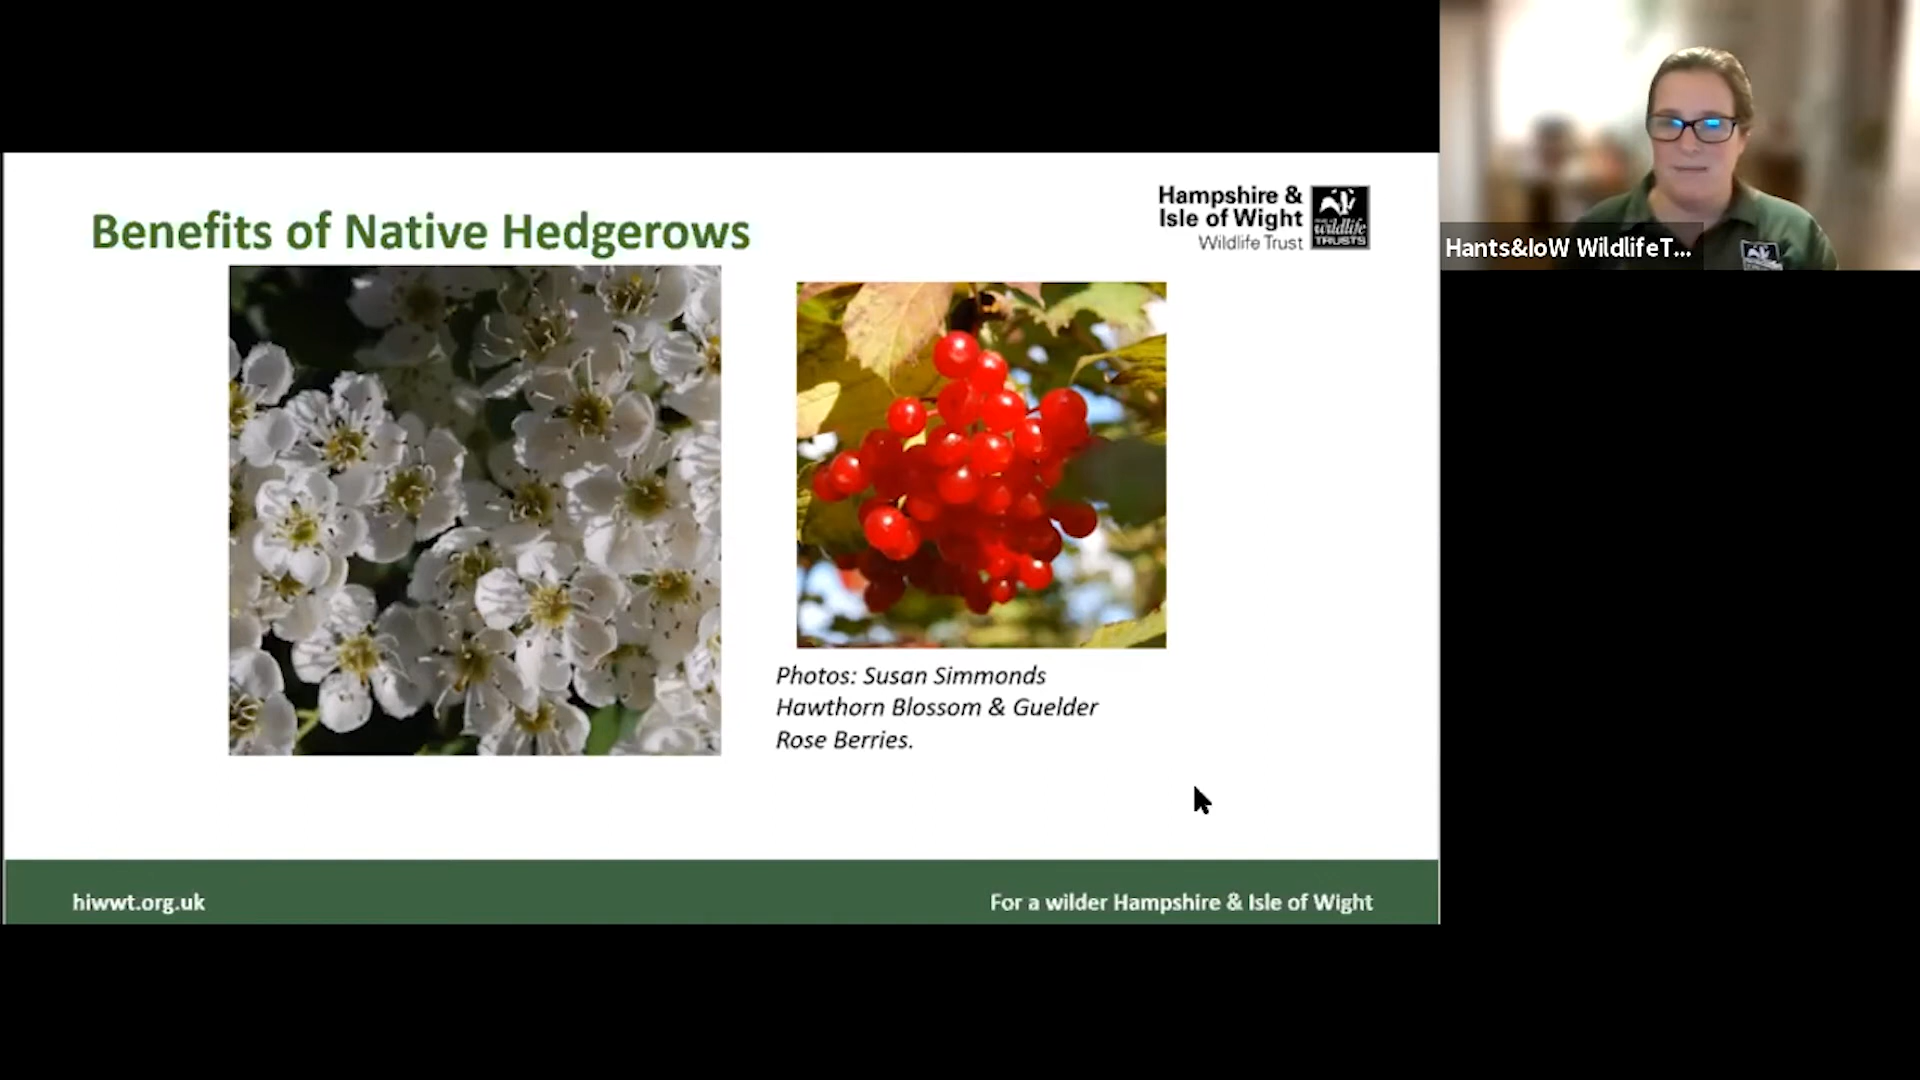 Benefits of Native Hedgerows
Hampshire &
Isle of Wight
Wildlife Trust
wildlife
TRUSTS
Photos: Susan Simmonds
Hawthorn Blossom & Guelder
Rose Berries.
hiwwt.org.uk
For a wilder Hampshire & Isle of Wight
Hants&IoW WildlifeT...